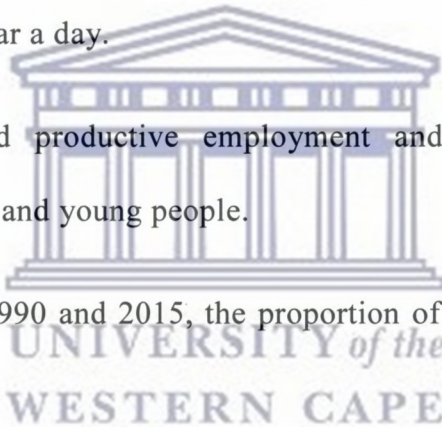 ar a day.
d productive employment and
and young people.
990 and 2015, the proportion of
UNIVERSITY of the
WESTERN CAPE